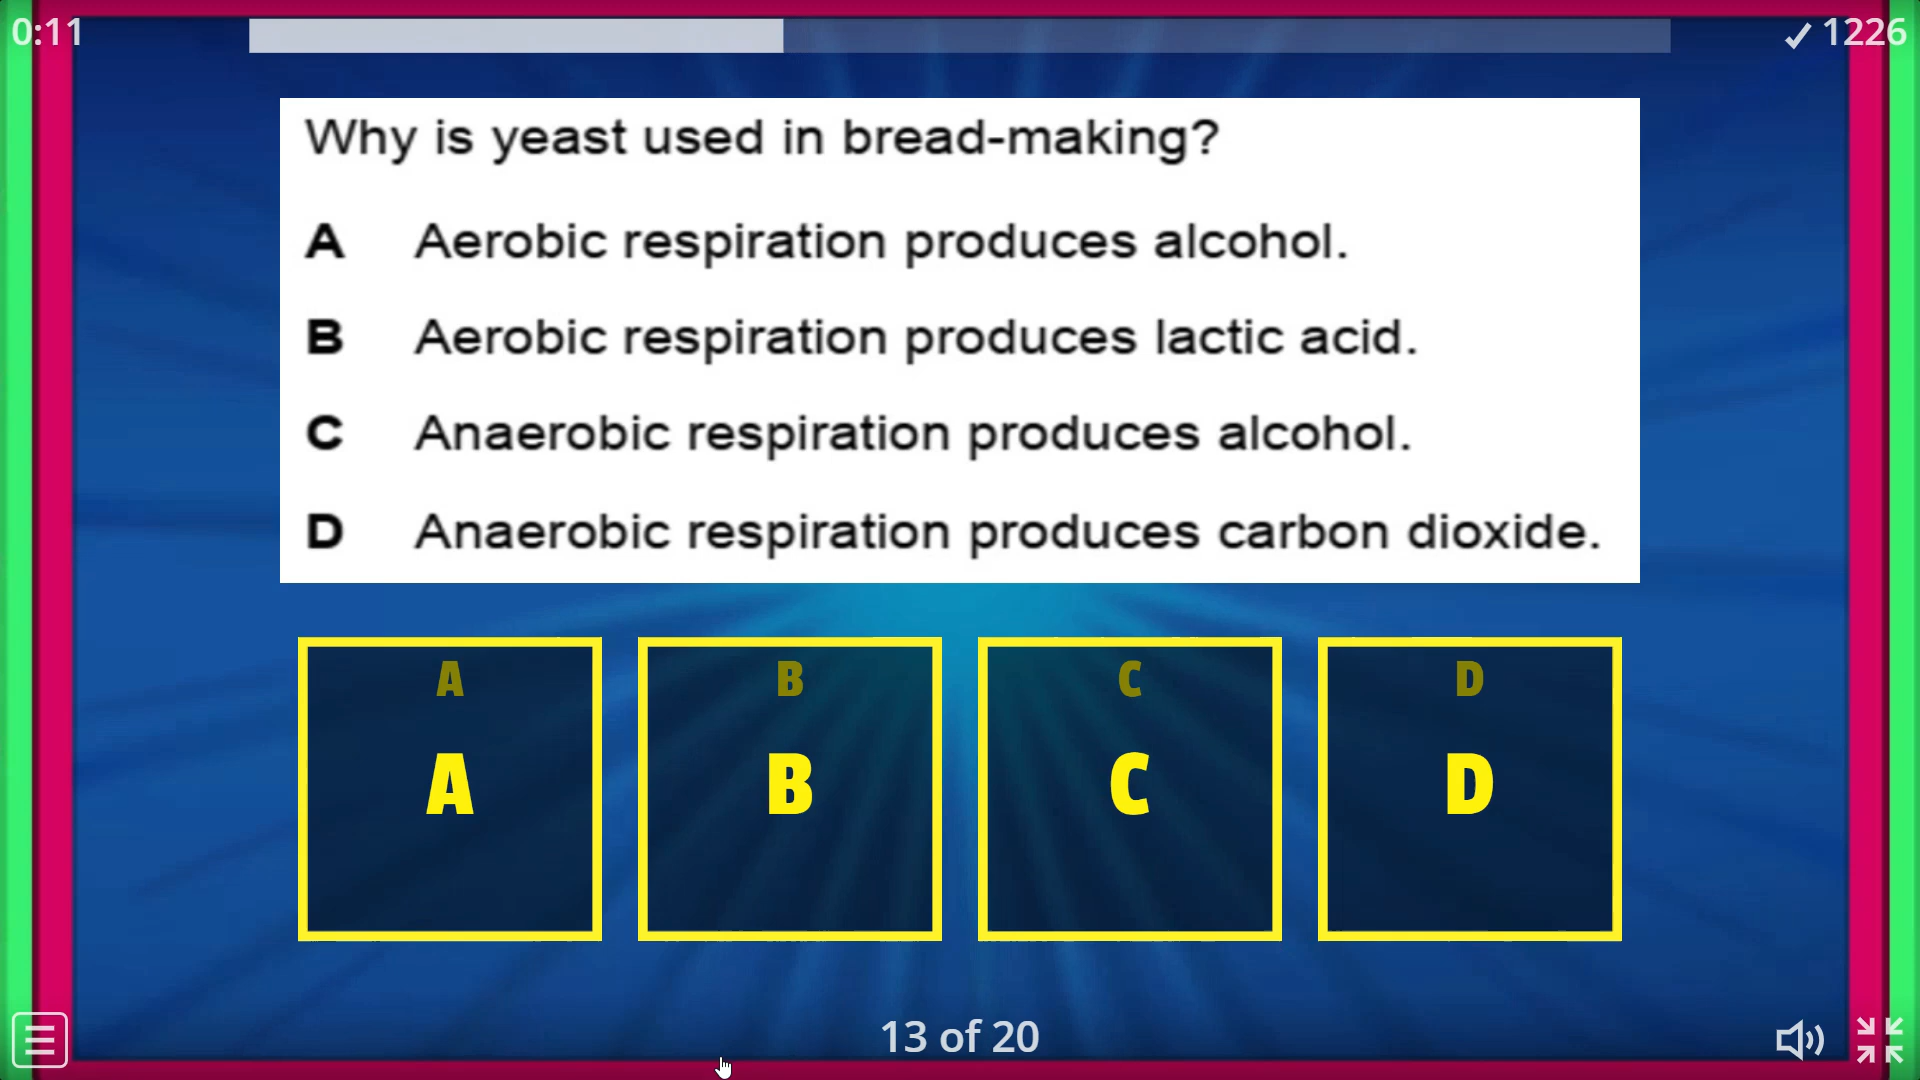 0:11
✓ 1226
Why is yeast used in bread-making?
A Aerobic respiration produces alcohol.
B Aerobic respiration produces lactic acid.
C Anaerobic respiration produces alcohol.
D Anaerobic respiration produces carbon dioxide.
A B C D
A B C D
13 of 20